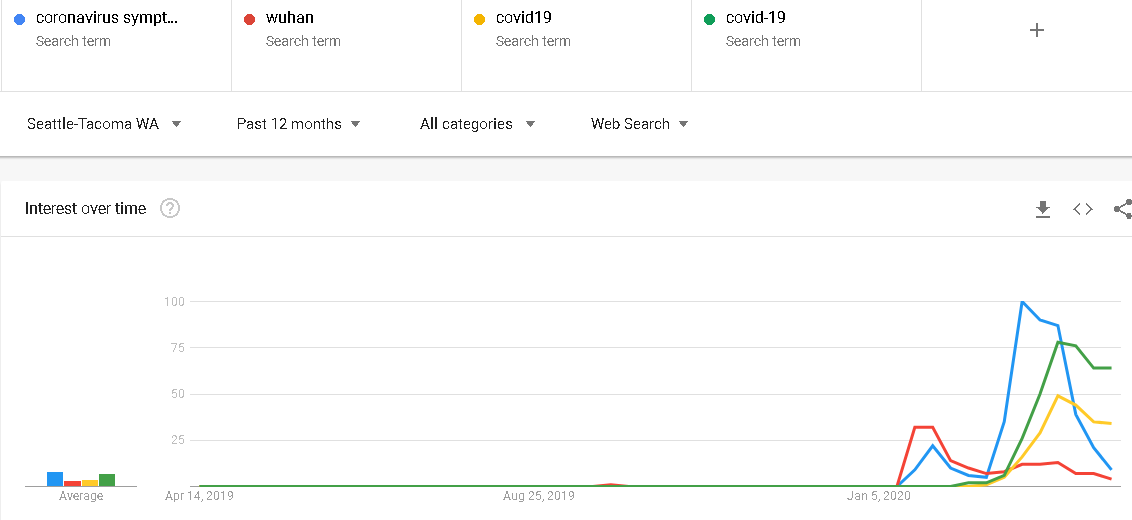 coronavirus sympt...
Search term
wuhan
Search term
covid19
Search term
covid-19
Search term
Seattle-Tacoma WA
Past 12 months
All categories
Web Search
Interest over time
100
75
50
25
Average
Apr 14, 2019
Aug 25, 2019
Jan 5, 2020